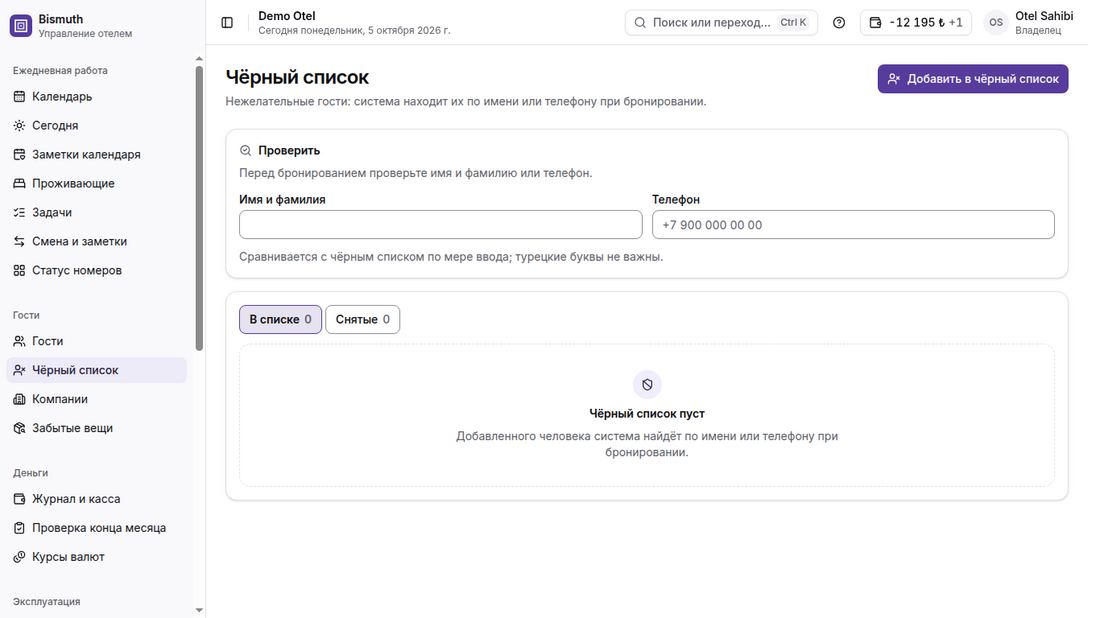 Bismuth
Управление отелем
Ежедневная работа
Календарь
Сегодня
Заметки календаря
Проживающие
Задачи
Смена и заметки
Статус номеров
Гости
Гости
Чёрный список
Компании
Забытые вещи
Деньги
Журнал и касса
Проверка конца месяца
Курсы валют
Эксплуатация
Demo Otel
Сегодня понедельник, 5 октября 2026 г.
Поиск или переход... Ctrl K
-12 195 ₺ +1
OS
Otel Sahibi
Владелец
Чёрный список
Нежелательные гости: система находит их по имени или телефону при бронировании.
Добавить в чёрный список
Проверить
Перед бронированием проверьте имя и фамилию или телефон.
Имя и фамилия
Телефон
+7 900 000 00 00
Сравнивается с чёрным списком по мере ввода; турецкие буквы не важны.
В списке 0
Снятые 0
Чёрный список пуст
Добавленного человека система найдёт по имени или телефону при
бронировании.